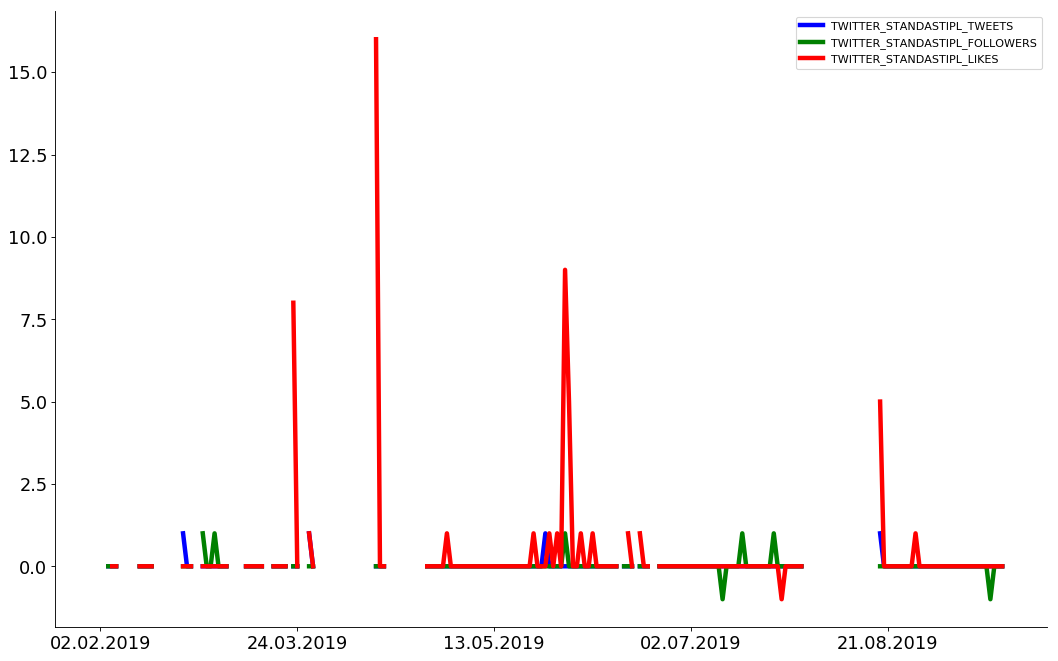 TWITTER_STANDASTIPL_TWEETS
TWITTER_STANDASTIPL_FOLLOWERS
TWITTER_STANDASTIPL_LIKES
15.0
12.5
10.0
7.5
5.0
2.5
0.0
02.02.2019 24.03.2019 13.05.2019 02.07.2019 21.08.2019